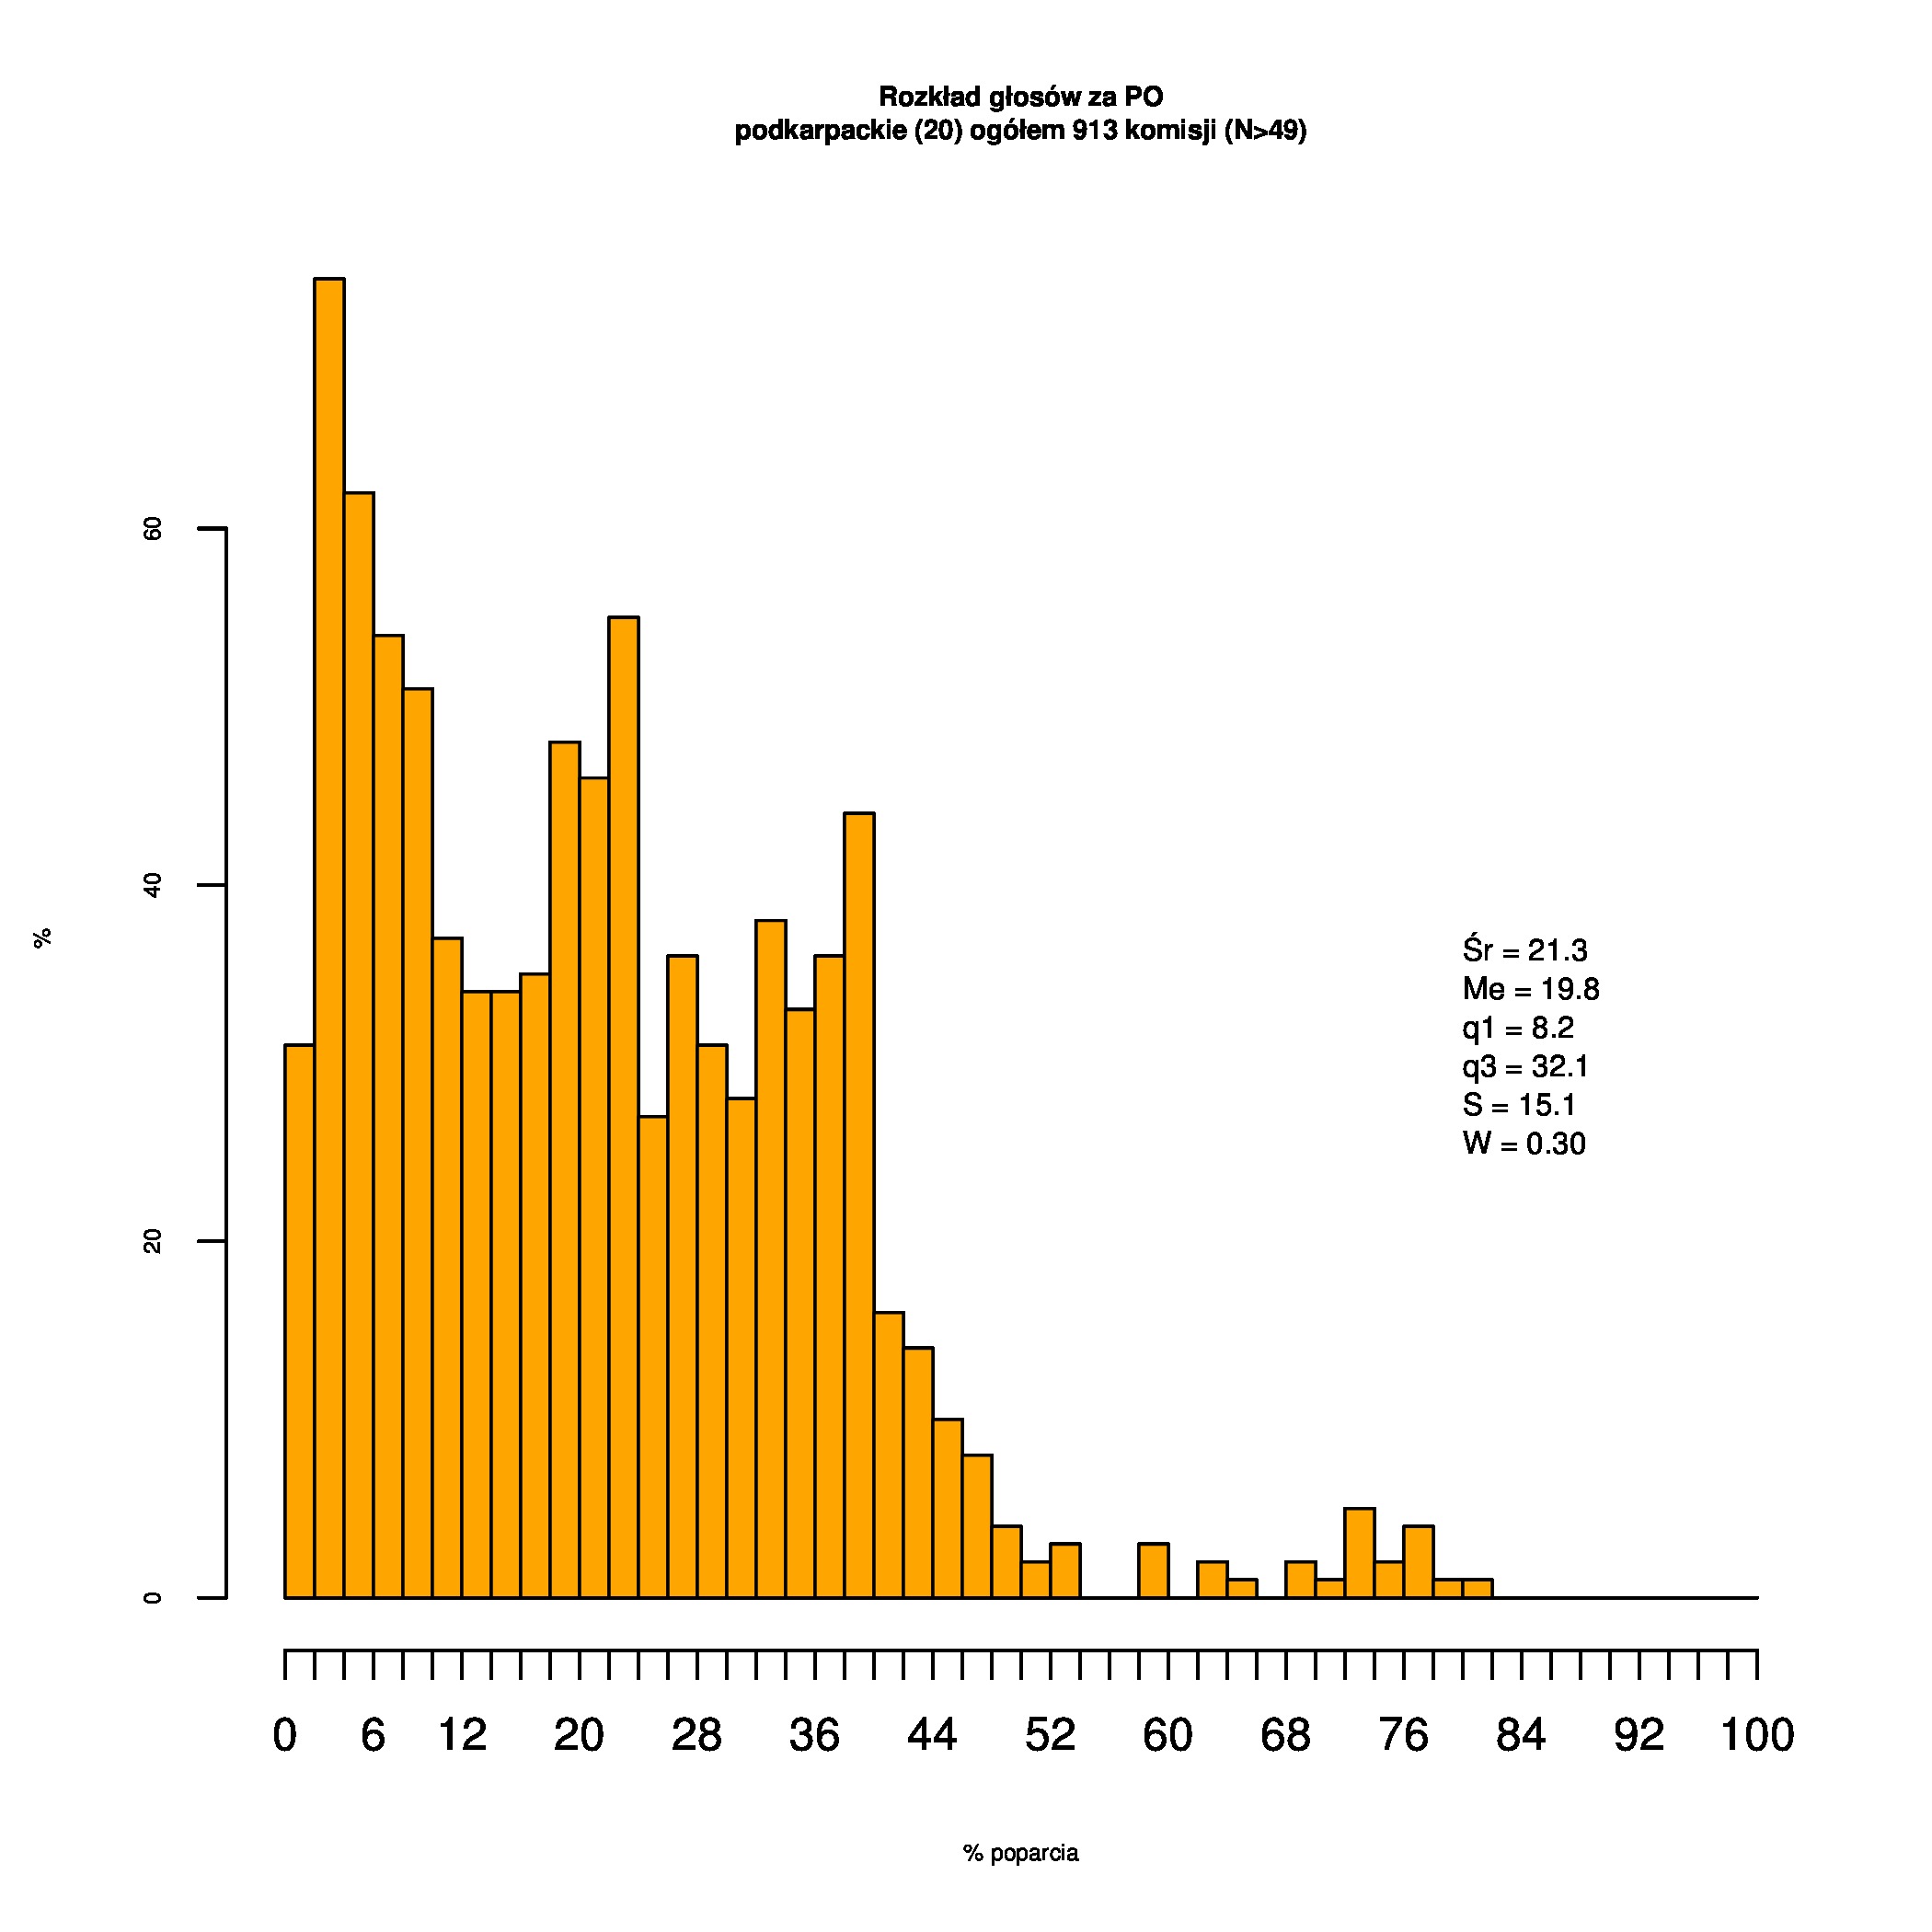 Rozkład głosów za PO
podkarpackie (20) ogółem 913 komisji (N>49)
60
40
20
0
%
Śr = 21.3
Me = 19.8
q1 = 8.2
q3 = 32.1
S = 15.1
W = 0.30
0 6 12 20 28 36 44 52 60 68 76 84 92 100
% poparcia